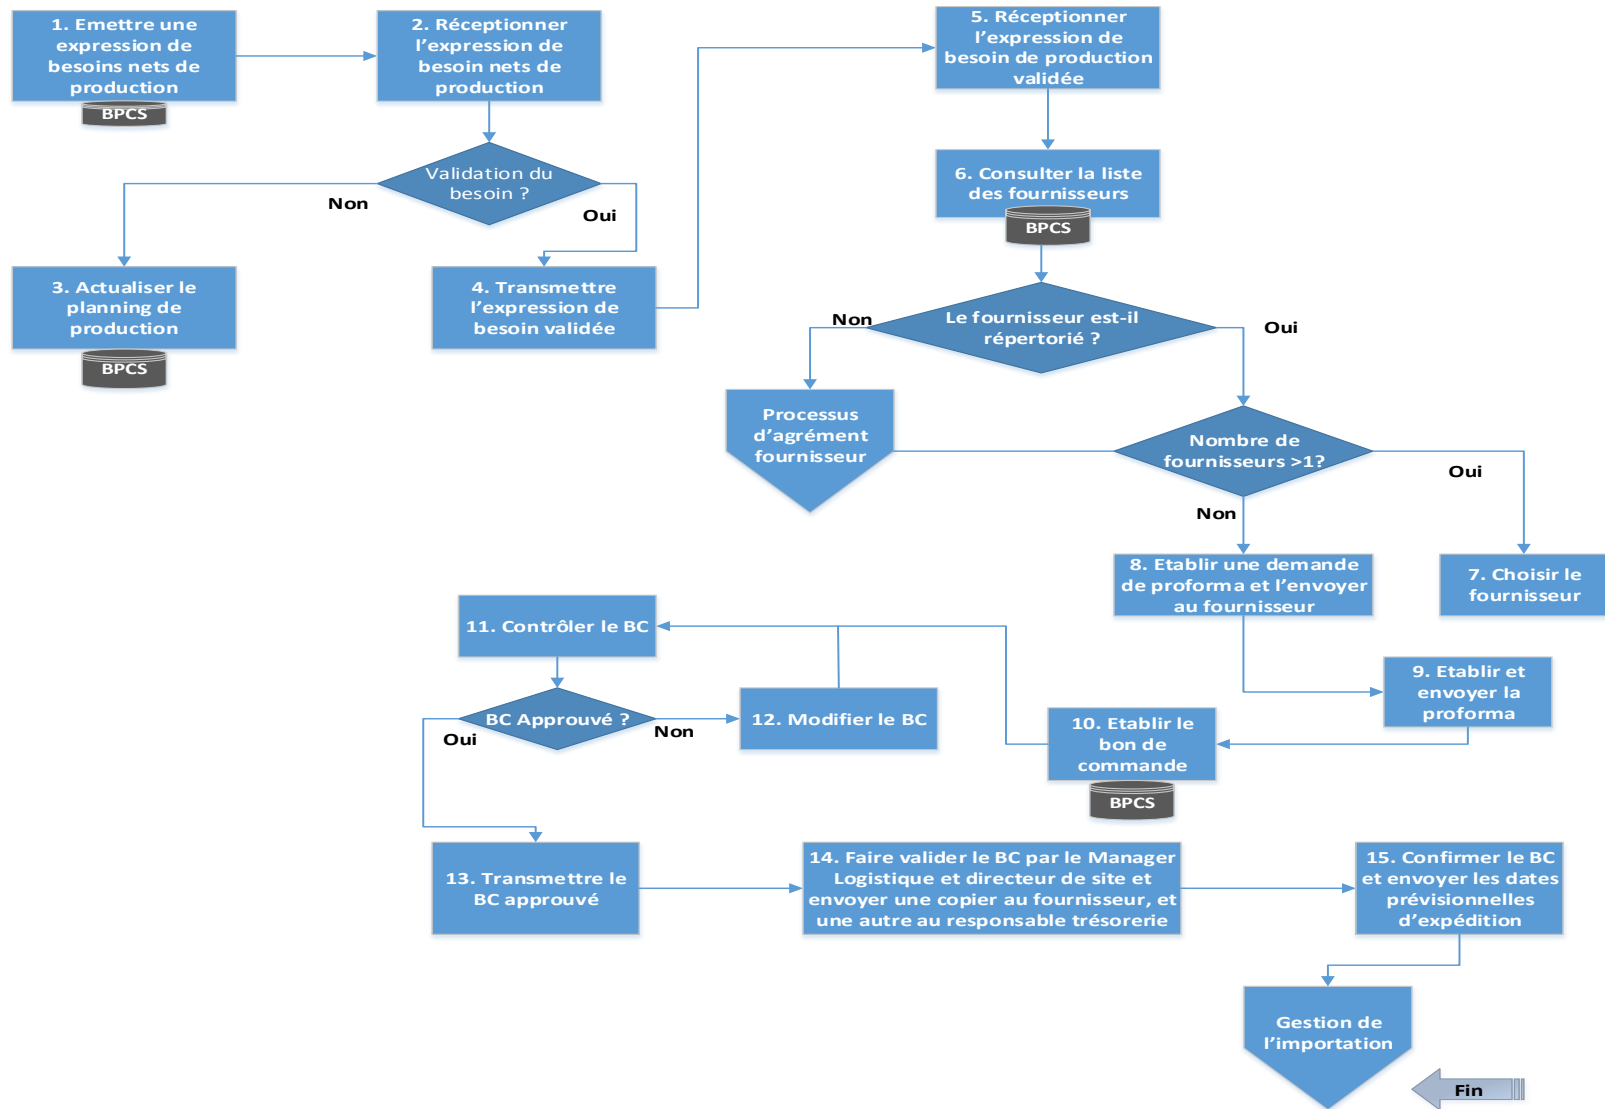 1. Emettre une
expression de
besoins nets de
production
BPCS
2. Réceptionner
l'expression de
besoin nets de
production
Validation du
besoin ?
Non
Oui
3. Actualiser le
planning de
production
BPCS
4. Transmettre
l'expression de
besoin validée
5. Réceptionner
l'expression de
besoin de production
validée
6. Consulter la liste
des fournisseurs
BPCS
Le fournisseur est-il
répertorié ?
Non
Oui
Processus
d'agrément
fournisseur
Nombre de
fournisseurs >1?
Oui
Non
8. Etablir une demande
de proforma et l'envoyer
au fournisseur
7. Choisir le
fournisseur
9. Etablir et
envoyer la
proforma
10. Etablir le
bon de
commande
BPCS
11. Contrôler le BC
BC Approuvé ?
Oui
Non
12. Modifier le BC
13. Transmettre le
BC approuvé
14. Faire valider le BC par le Manager
Logistique et directeur de site et
envoyer une copier au fournisseur, et
une autre au responsable trésorerie
15. Confirmer le BC
et envoyer les dates
prévisionnelles
d'expédition
Gestion de
l'importation
Fin